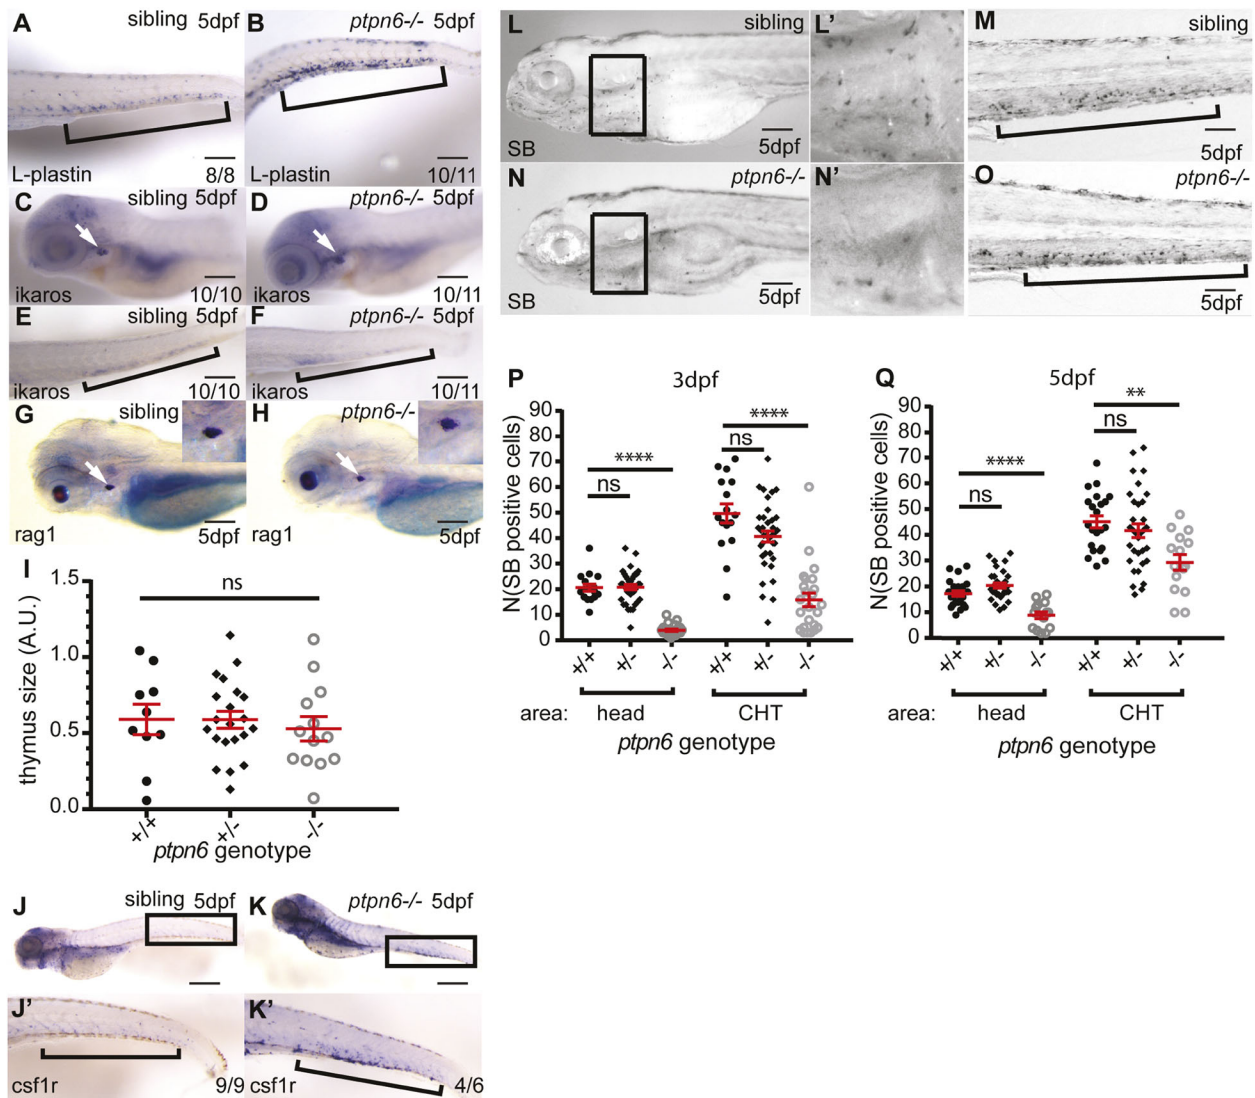 A sibling 5dpf
L-plastin 8/8
B ptpn6-/- 5dpf
L-plastin 10/11
C sibling 5dpf
ikaros 10/10
D ptpn6-/- 5dpf
ikaros 10/11
E sibling 5dpf
ikaros 10/10
F ptpn6-/- 5dpf
ikaros 10/11
G sibling
rag1 5dpf
H ptpn6-/-
rag1 5dpf
I
ns
thymus size (A.U.)
1.5
1.0
0.5
0.0
+/+ +/- -/-
ptpn6 genotype
J sibling 5dpf
K ptpn6-/- 5dpf
J'
csf1r 9/9
K'
csf1r 4/6
L sibling
SB 5dpf
L'
M sibling
5dpf
N ptpn6-/-
SB 5dpf
N'
O ptpn6-/-
5dpf
P 3dpf
N(SB positive cells)
90
80
70
60
50
40
30
20
10
0
****
ns
****
ns
+/+ +/- -/- +/+ +/- -/-
area: head CHT
ptpn6 genotype
Q 5dpf
N(SB positive cells)
90
80
70
60
50
40
30
20
10
0
****
ns
**
ns
+/+ +/- -/- +/+ +/- -/-
area: head CHT
ptpn6 genotype